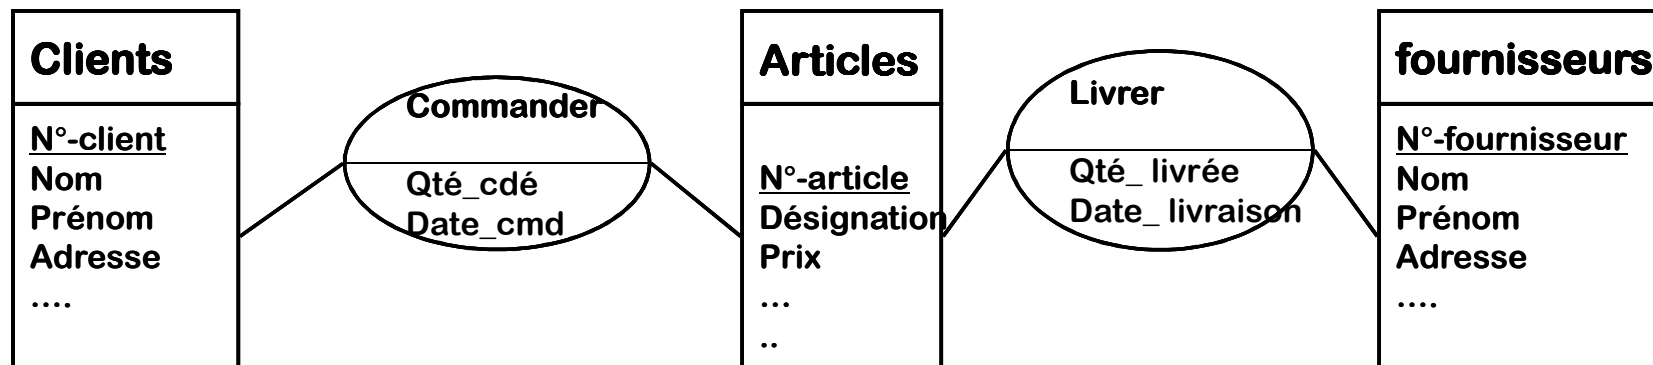 Clients
N°-client
Nom
Prénom
Adresse
....
Commander
Qté_cdé
Date_cmd
Articles
N°-article
Désignation
Prix
...
..
Livrer
Qté_ livrée
Date_ livraison
fournisseurs
N°-fournisseur
Nom
Prénom
Adresse
....